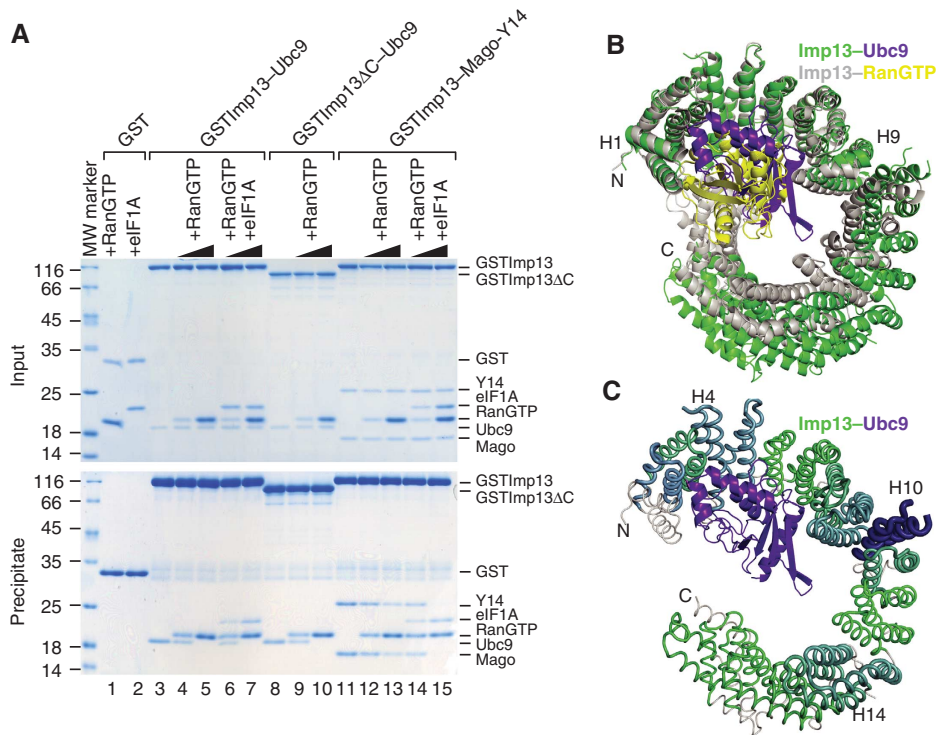 A
GST
GSTImp13–Ubc9
GSTImp13ΔC–Ubc9
GSTImp13–Mago-Y14
MW marker
+RanGTP
+eIF1A
+RanGTP
+RanGTP
+eIF1A
+RanGTP
+RanGTP
+RanGTP
+eIF1A
Input
116
66
45
35
25
18
14
GSTImp13
GSTImp13ΔC
GST
Y14
eIF1A
RanGTP
Ubc9
Mago
Precipitate
116
66
45
35
25
18
14
GSTImp13
GSTImp13ΔC
GST
Y14
eIF1A
RanGTP
Ubc9
Mago
1 2 3 4 5 6 7 8 9 10 11 12 13 14 15
B
Imp13–Ubc9
Imp13–RanGTP
H1
N
H9
C
C
Imp13–Ubc9
H4
H10
N
C
H14